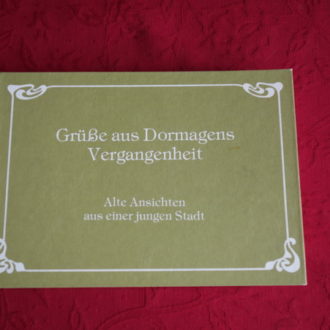 Grüße aus Dormagens
Vergangenheit
Alte Ansichten
aus einer jungen Stadt